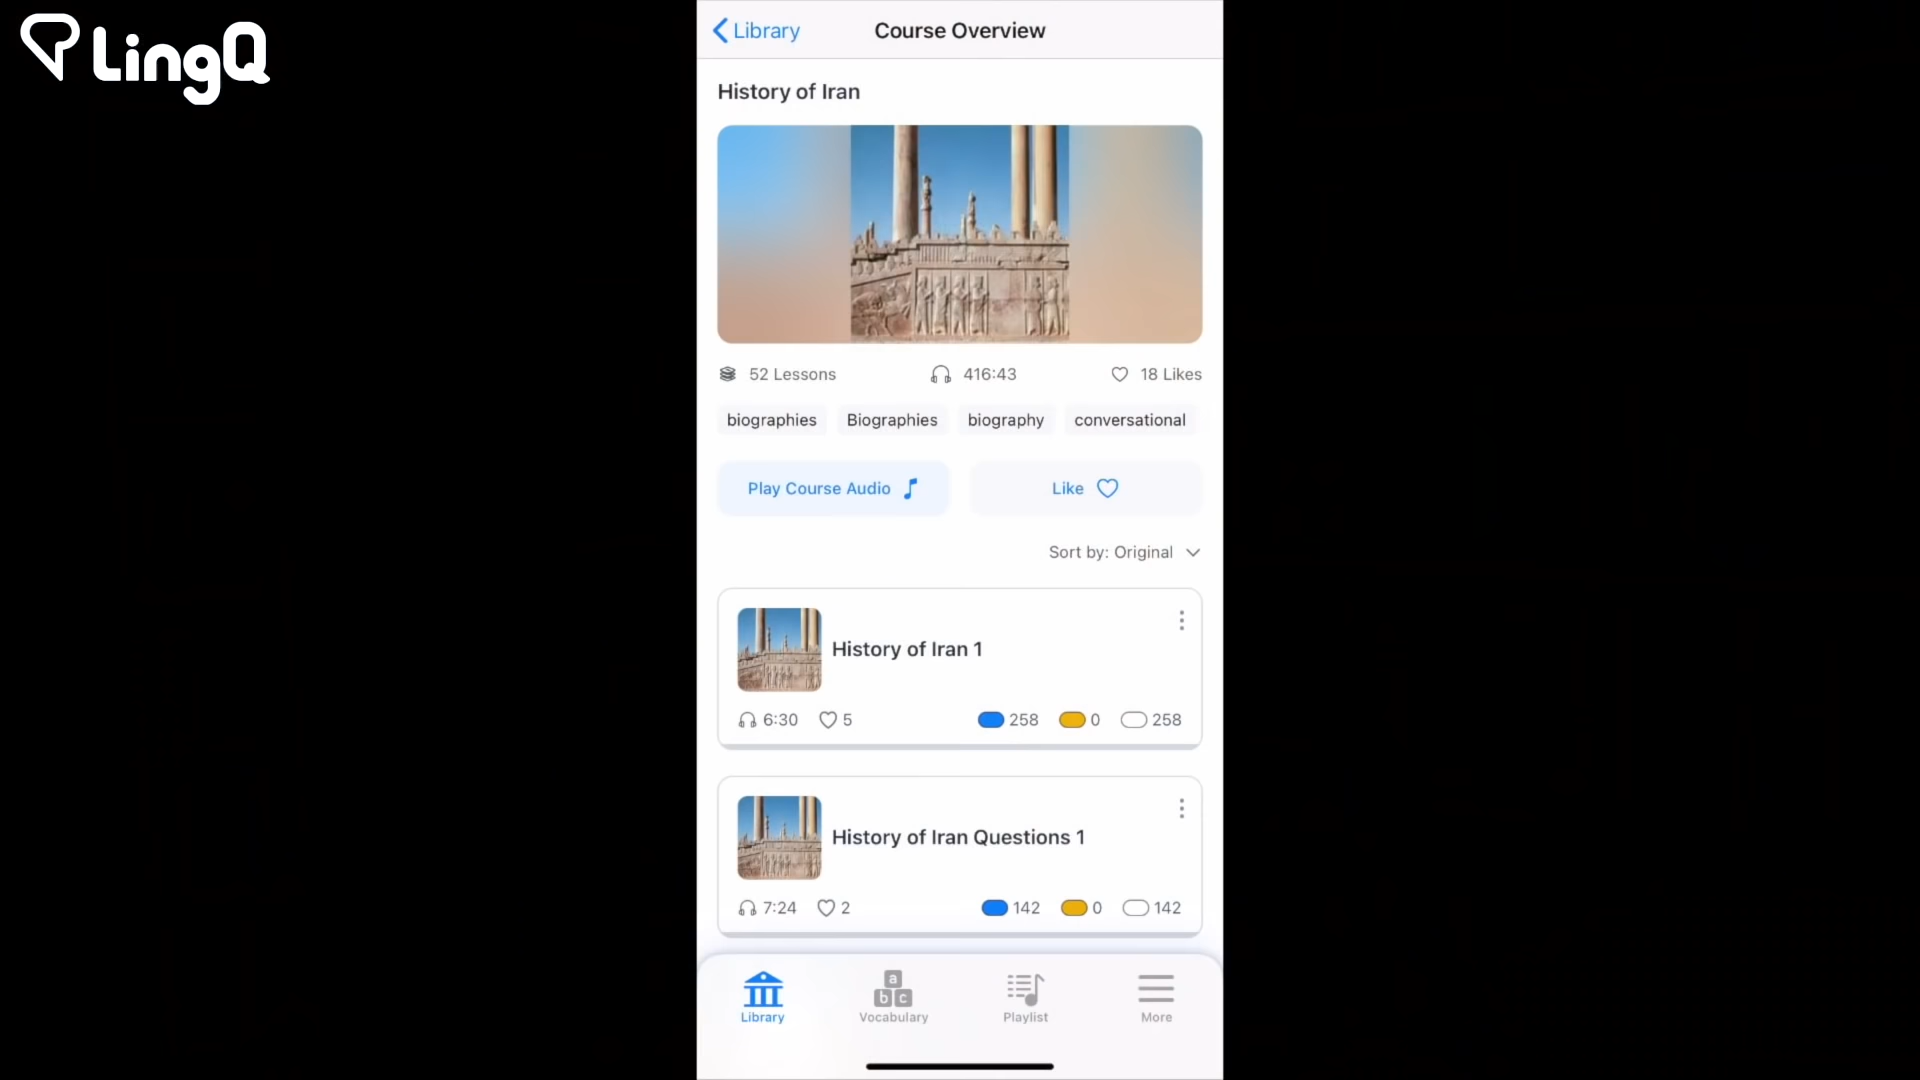 LingQ
Library
Course Overview
History of Iran
52 Lessons
416:43
18 Likes
biographies
Biographies
biography
conversational
Play Course Audio
Like
Sort by: Original
History of Iran 1
6:30
5
258
0
258
History of Iran Questions 1
7:24
2
142
0
142
a
b c
Library
Vocabulary
Playlist
More